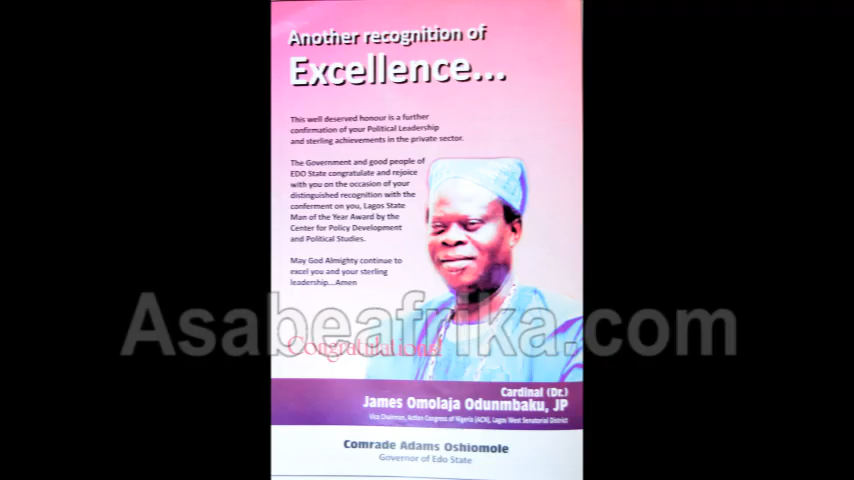 Another recognition of
Excellence...
This well deserved honour is a further
confirmation of your Political Leadership
and sterling achievements in the private sector.
The Government and good people of
EDO State congratulate and rejoice
with you on the occasion of your
distinguished recognition with the
conferment on you, Lagos State
Man of the Year Award by the
Center for Policy Development
and Political Studies.
May God Almighty continue to
excel you and your sterling
leadership...Amen
Asabeafrika.com
Congratulations!
Cardinal (Dr.)
James Omolaja Odunmbaku, JP
Vice Chairman, Action Congress of Nigeria (ACN), Lagos West Senatorial District
Comrade Adams Oshiomole
Governor of Edo State